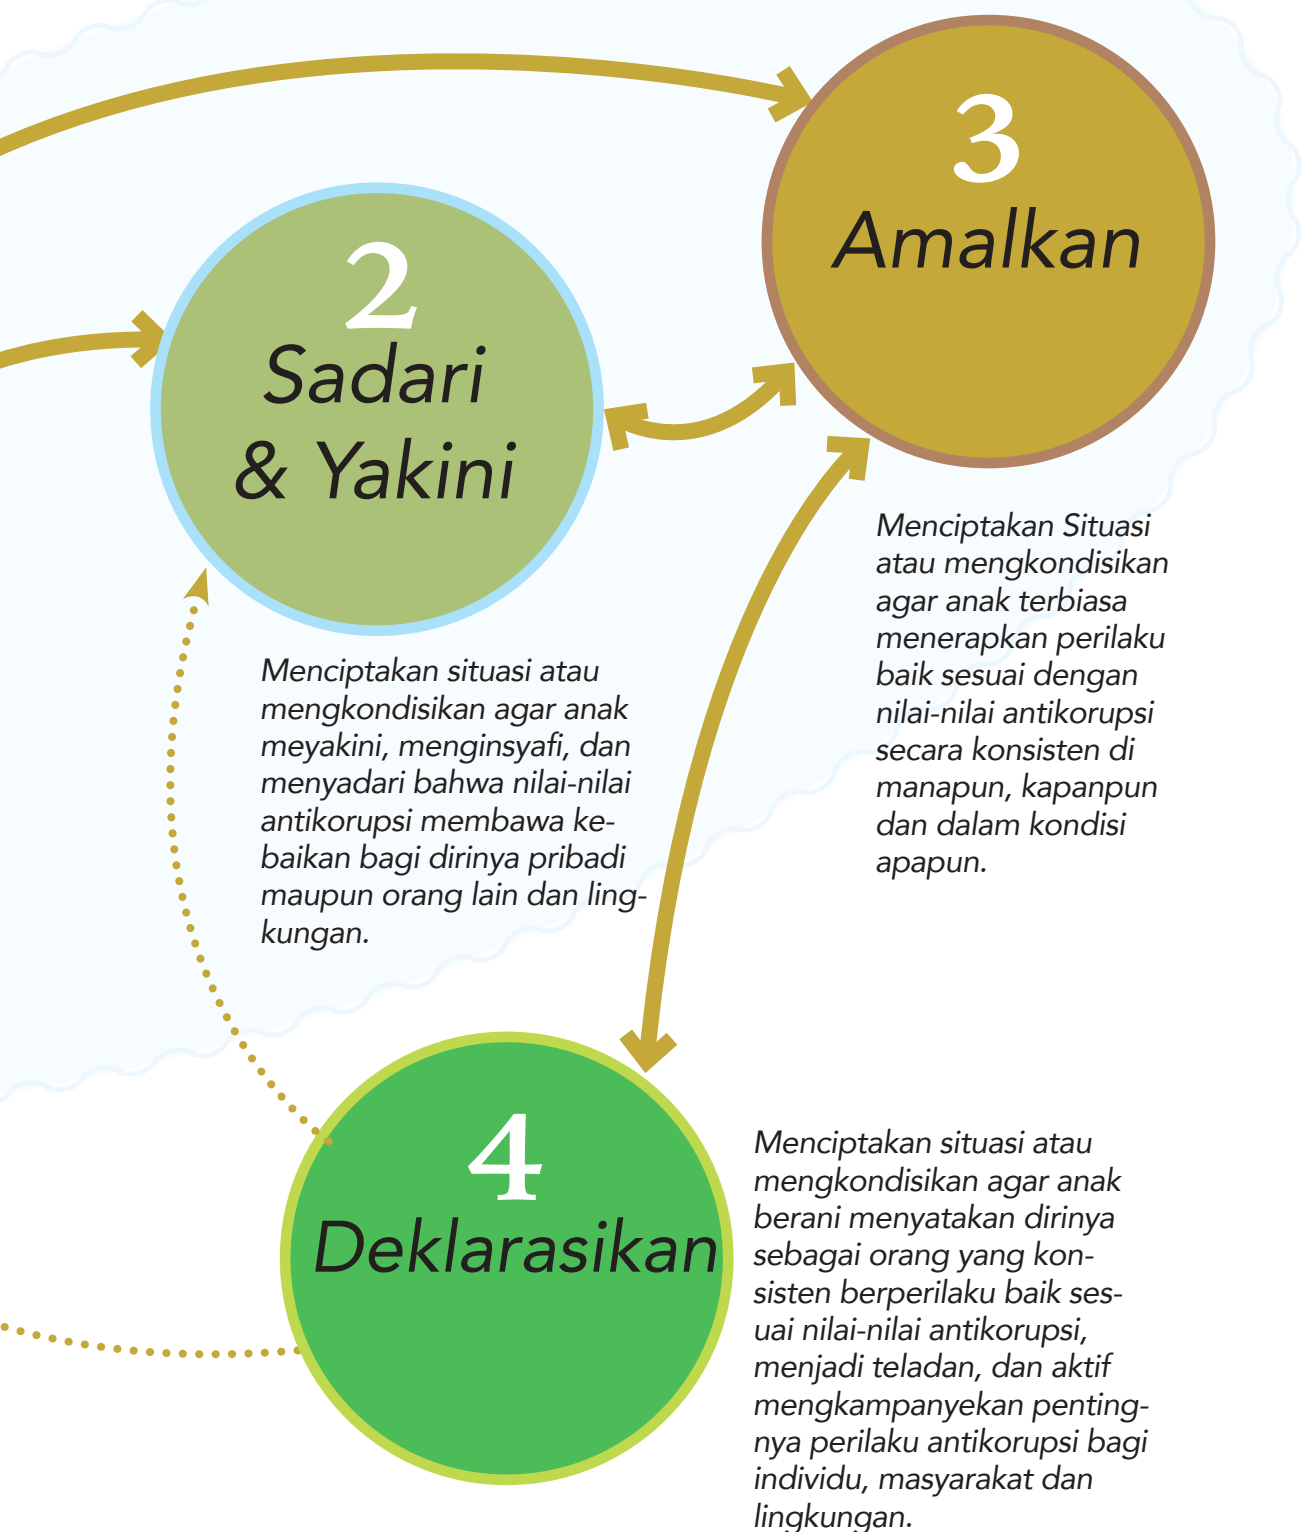 3
Amalkan
2
Sadari
& Yakini
Menciptakan Situasi
atau mengkondisikan
agar anak terbiasa
menerapkan perilaku
baik sesuai dengan
nilai-nilai antikorupsi
secara konsisten di
manapun, kapanpun
dan dalam kondisi
apapun.
Menciptakan situasi atau
mengkondisikan agar anak
meyakini, menginsyafi, dan
menyadari bahwa nilai-nilai
antikorupsi membawa ke-
baikan bagi dirinya pribadi
maupun orang lain dan ling-
kungan.
4
Deklarasikan
Menciptakan situasi atau
mengkondisikan agar anak
berani menyatakan dirinya
sebagai orang yang kon-
sisten berperilaku baik ses-
uai nilai-nilai antikorupsi,
menjadi teladan, dan aktif
mengkampanyekan penting-
nya perilaku antikorupsi bagi
individu, masyarakat dan
lingkungan.